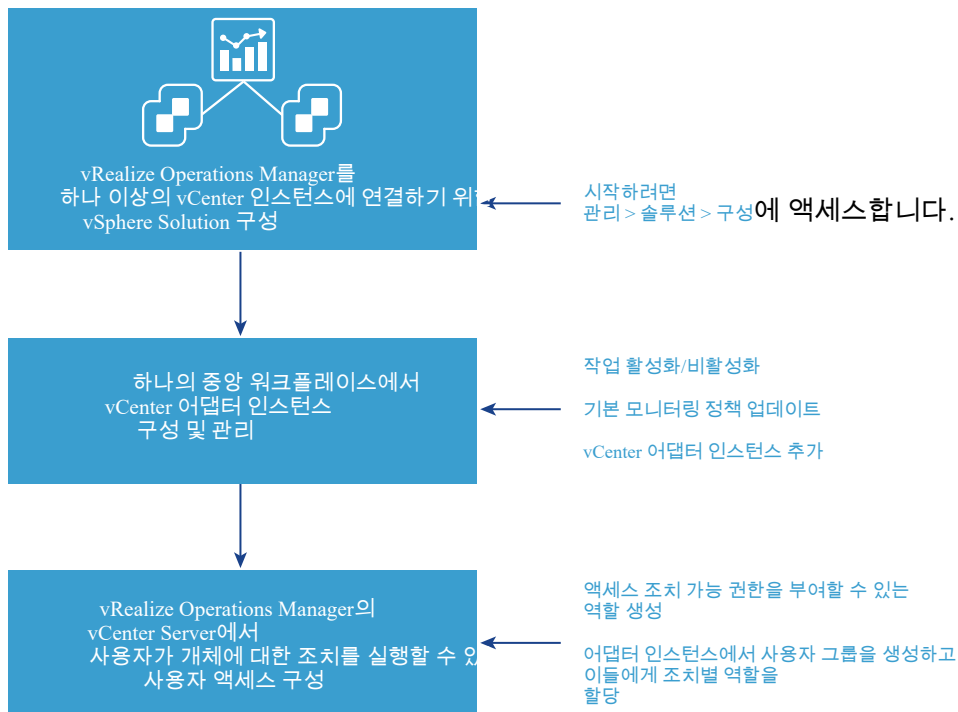 vRealize Operations Manager를
하나 이상의 vCenter 인스턴스에 연결하기 위
vSphere Solution 구성
시작하려면
관리 > 솔루션 > 구성에 액세스합니다.
하나의 중앙 워크플레이스에서
vCenter 어댑터 인스턴스
구성 및 관리
작업 활성화/비활성화
기본 모니터링 정책 업데이트
vCenter 어댑터 인스턴스 추가
vRealize Operations Manager의
vCenter Server에서
사용자가 개체에 대한 조치를 실행할 수
사용자 액세스 구성
액세스 조치 가능 권한을 부여할 수 있는
역할 생성
어댑터 인스턴스에서 사용자 그룹을 생성하고
이들에게 조치별 역할을
할당